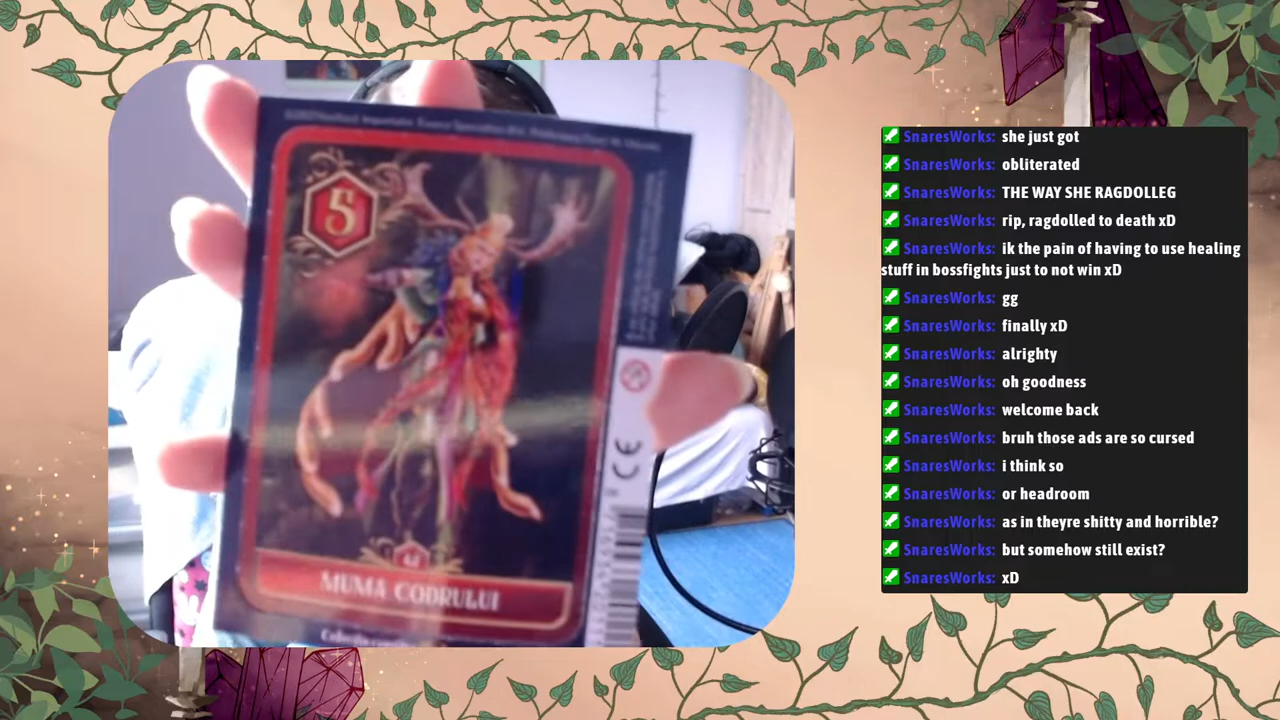 5
MUMA CODRULUI
CE
SnaresWorks: she just got
SnaresWorks: obliterated
SnaresWorks: THE WAY SHE RAGDOLLEG
SnaresWorks: rip, ragdolled to death xD
SnaresWorks: ik the pain of having to use healing
stuff in bossfights just to not win xD
SnaresWorks: gg
SnaresWorks: finally xD
SnaresWorks: alrighty
SnaresWorks: oh goodness
SnaresWorks: welcome back
SnaresWorks: bruh those ads are so cursed
SnaresWorks: i think so
SnaresWorks: or headroom
SnaresWorks: as in theyre shitty and horrible?
SnaresWorks: but somehow still exist?
SnaresWorks: xD